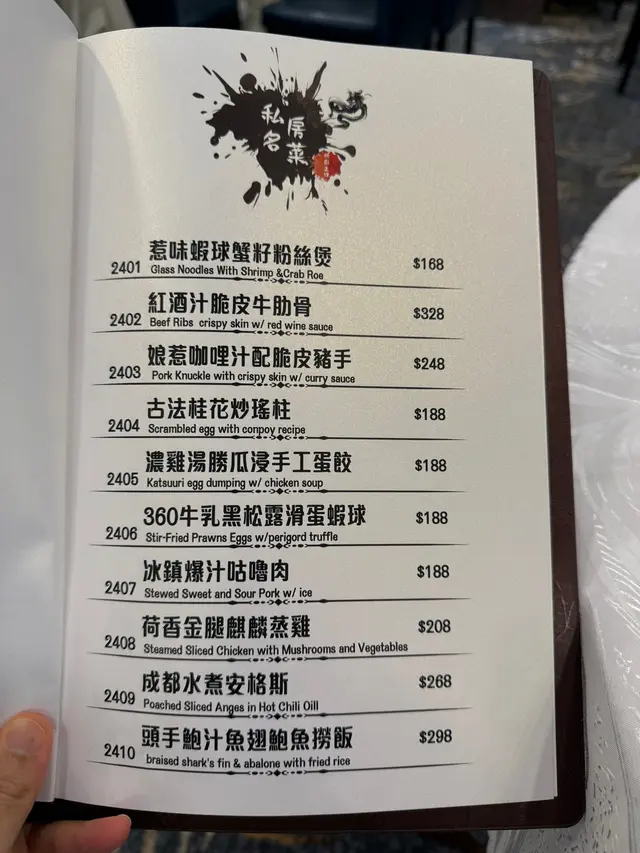 私房
名菜
惹味蝦球蟹籽粉絲煲
2401 Glass Noodles With Shrimp &Crab Roe $168
紅酒汁脆皮牛肋骨
2402 Beef Ribs crispy skin w/ red wine sauce $328
娘惹咖哩汁配脆皮豬手
2403 Pork Knuckle with crispy skin w/ curry sauce $248
古法桂花炒瑤柱
2404 Scrambled egg with conpoy recipe $188
濃雞湯勝瓜浸手工蛋餃
2405 Katsuuri egg dumping w/ chicken soup $188
360牛乳黑松露滑蛋蝦球
2406 Stir-Fried Prawns Eggs w/perigord truffle $188
冰鎮爆汁咕嚕肉
2407 Stewed Sweet and Sour Pork w/ ice $188
荷香金腿麒麟蒸雞
2408 Steamed Sliced Chicken with Mushrooms and Vegetables $208
成都水煮安格斯
2409 Poached Sliced Anges in Hot Chili Oill $268
頭手鮑汁魚翅鮑魚撈飯
2410 braised shark's fin & abalone with fried rice $298